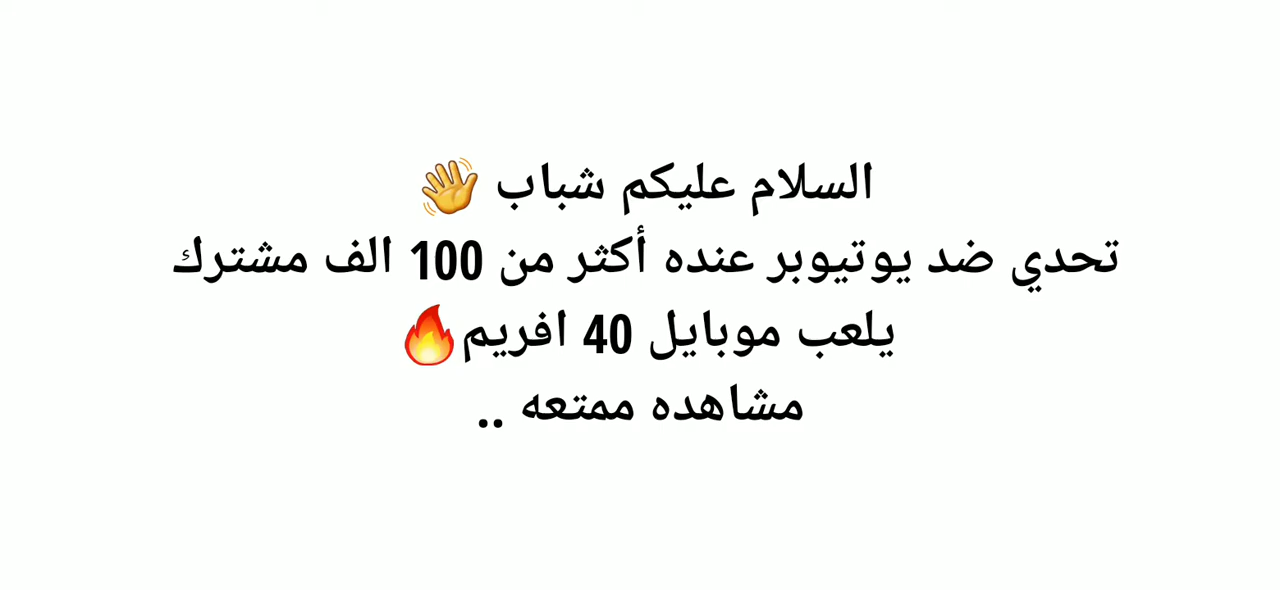 السلام عليكم شباب 👋
تحدي ضد يوتيوبر عنده أكثر من 100 الف مشترك
يلعب موبايل 40 افريم🔥
مشاهده ممتعه ..